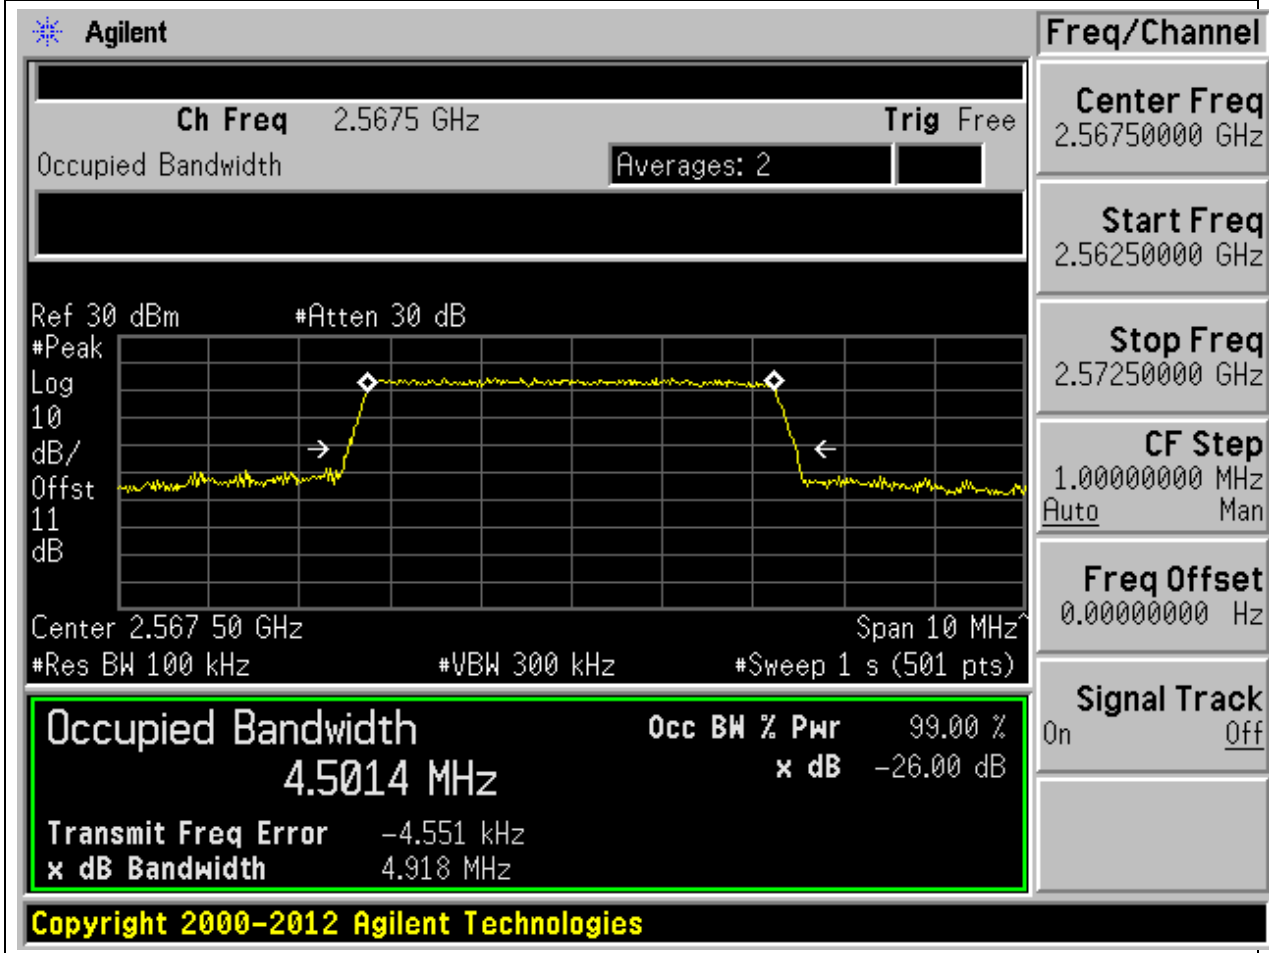 Agilent
Freq/Channel
Ch Freq 2.5675 GHz Trig Free
Occupied Bandwidth Averages: 2
Center Freq
2.56750000 GHz
Start Freq
2.56250000 GHz
Stop Freq
2.57250000 GHz
CF Step
1.00000000 MHz
Auto Man
Freq Offset
0.00000000 Hz
Signal Track
On Off
Ref 30 dBm #Atten 30 dB
#Peak
Log
10
dB/
Offst
11
dB
Center 2.567 50 GHz Span 10 MHz^
#Res BW 100 kHz #VBW 300 kHz #Sweep 1 s (501 pts)
Occupied Bandwidth Occ BW % Pwr 99.00 %
4.5014 MHz x dB -26.00 dB
Transmit Freq Error -4.551 kHz
x dB Bandwidth 4.918 MHz
Copyright 2000-2012 Agilent Technologies